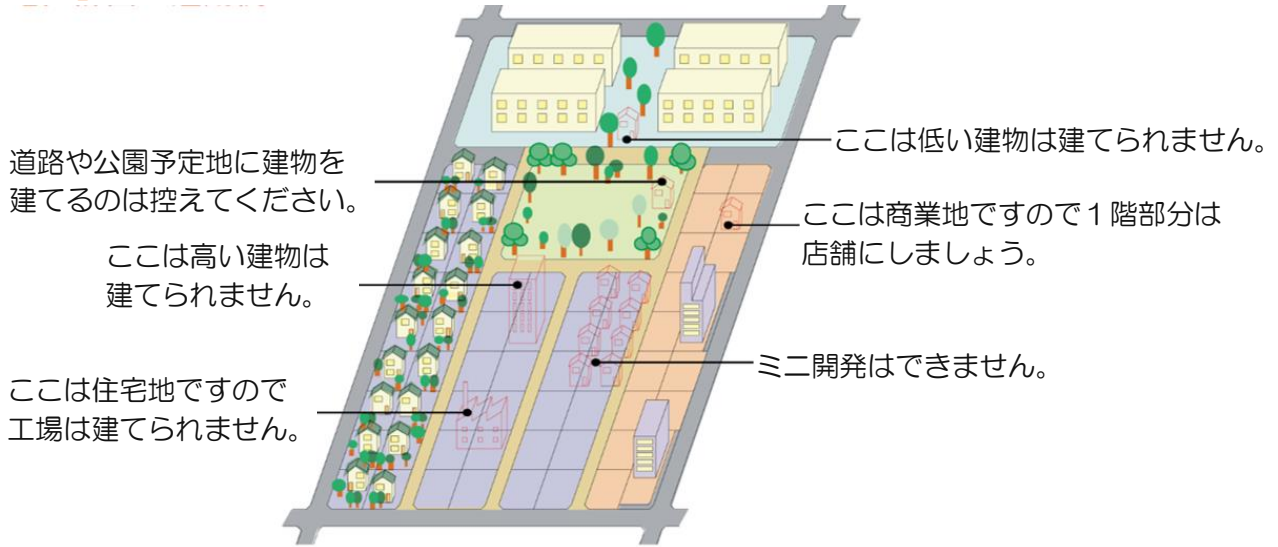 道路や公園予定地に建物を
建てるのは控えてください。
ここは高い建物は
建てられません。
ここは住宅地ですので
工場は建てられません。
ここは低い建物は建てられません。
ここは商業地ですので１階部分は
店舗にしましょう。
ミニ開発はできません。